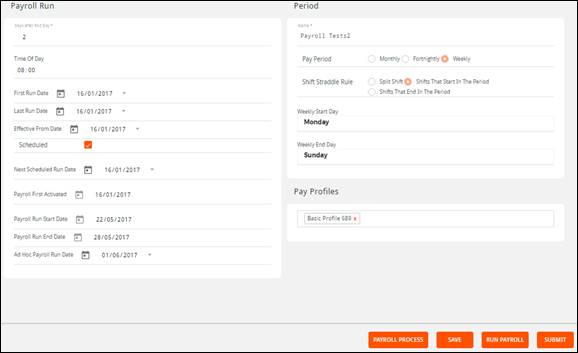 Payroll Run
Days after End Day *
2
Time Of Day
08:00
First Run Date 16/01/2017
Last Run Date 16/01/2017
Effective From Date 16/01/2017
Scheduled
Next Scheduled Run Date 16/01/2017
Payroll First Activated 16/01/2017
Payroll Run Start Date 22/05/2017
Payroll Run End Date 28/05/2017
Ad Hoc Payroll Run Date 01/06/2017
Period
Name *
Payroll Tests2
Pay Period Monthly Fortnightly Weekly
Shift Straddle Rule Split Shift Shifts That Start In The Period
Shifts That End In The Period
Weekly Start Day
Monday
Weekly End Day
Sunday
Pay Profiles
Basic Profile 689 x
PAYROLL PROCESS SAVE RUN PAYROLL SUBMIT